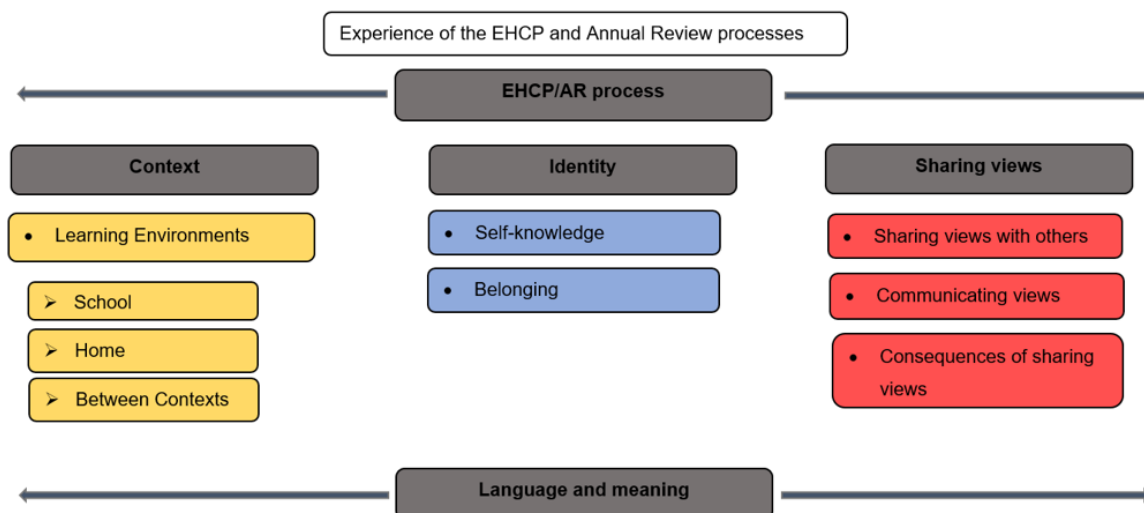 Experience of the EHCP and Annual Review processes
EHCP/AR process
Context
Identity
Sharing views
• Learning Environments
➢ School
➢ Home
➢ Between Contexts
• Self-knowledge
• Belonging
• Sharing views with others
• Communicating views
• Consequences of sharing
views
Language and meaning